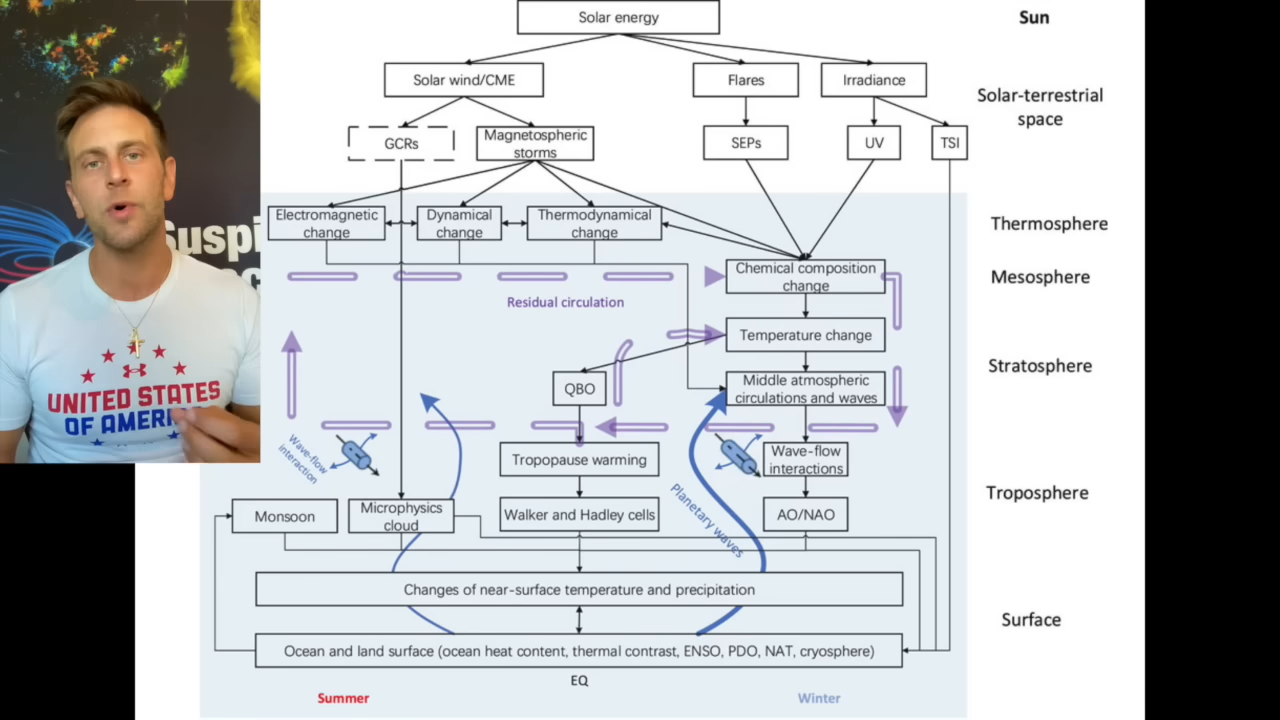 Solar energy
Sun
Solar wind/CME
Flares
Irradiance
Solar-terrestrial
space
GCRs
Magnetospheric
storms
SEPs
UV
TSI
Electromagnetic
change
Dynamical
change
Thermodynamical
change
Thermosphere
Chemical composition
change
Mesosphere
Residual circulation
Temperature change
Stratosphere
QBO
Middle atmospheric
circulations and waves
Wave-flow
interaction
Tropopause warming
Wave-flow
interactions
Planetary waves
Troposphere
Monsoon
Microphysics
cloud
Walker and Hadley cells
AO/NAO
Changes of near-surface temperature and precipitation
Surface
Ocean and land surface (ocean heat content, thermal contrast, ENSO, PDO, NAT, cryosphere)
EQ
Summer
Winter
UNITED STATES